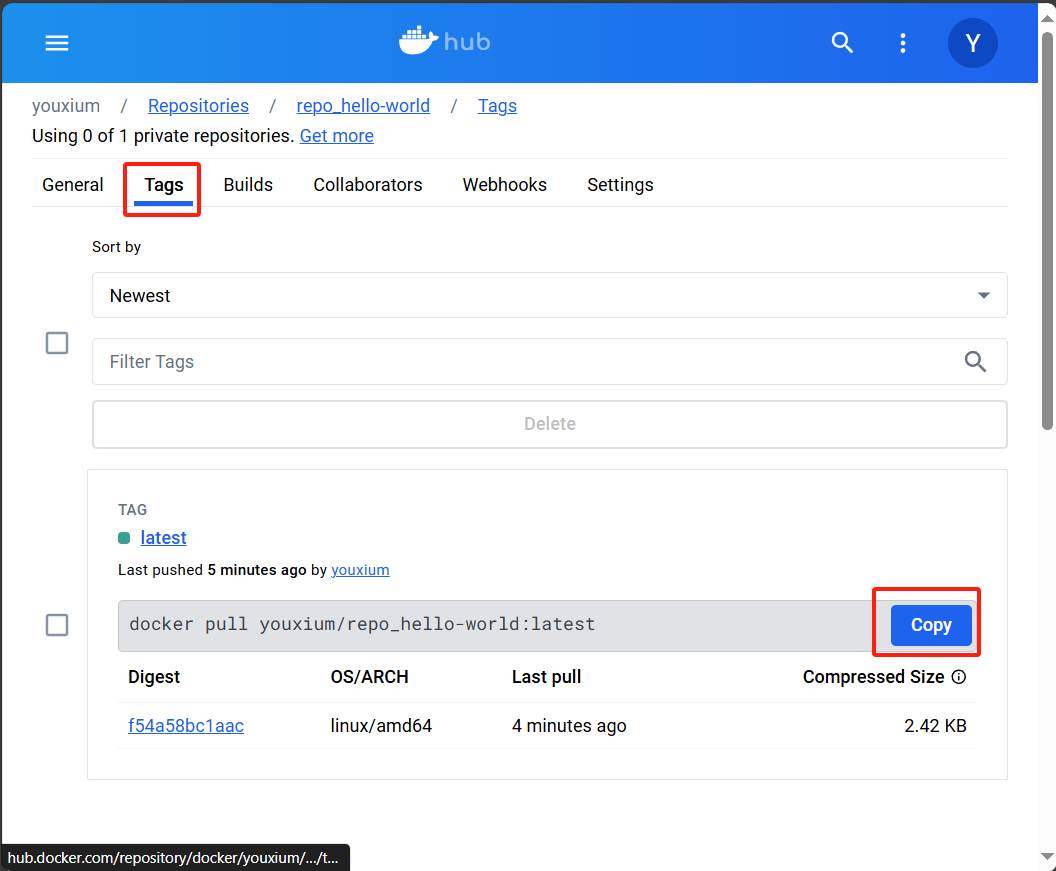 hub
Y
youxium / Repositories / repo_hello-world / Tags
Using 0 of 1 private repositories. Get more
General Tags Builds Collaborators Webhooks Settings
Sort by
Newest
Filter Tags
Delete
TAG
latest
Last pushed 5 minutes ago by youxium
docker pull youxium/repo_hello-world:latest
Copy
Digest OS/ARCH Last pull Compressed Size
f54a58bc1aac linux/amd64 4 minutes ago 2.42 KB
hub.docker.com/repository/docker/youxium/.../t...